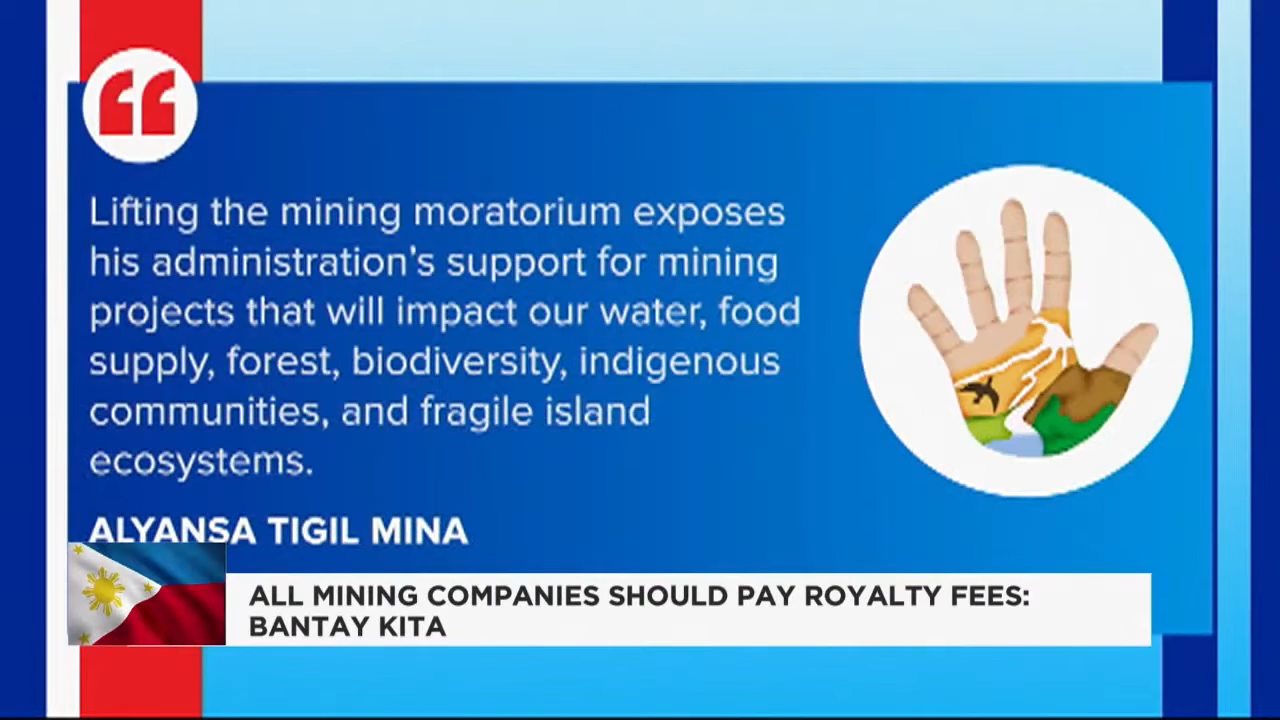 Lifting the mining moratorium exposes
his administration's support for mining
projects that will impact our water, food
supply, forest, biodiversity, indigenous
communities, and fragile island
ecosystems.
ALYANSA TIGIL MINA
ALL MINING COMPANIES SHOULD PAY ROYALTY FEES:
BANTAY KITA